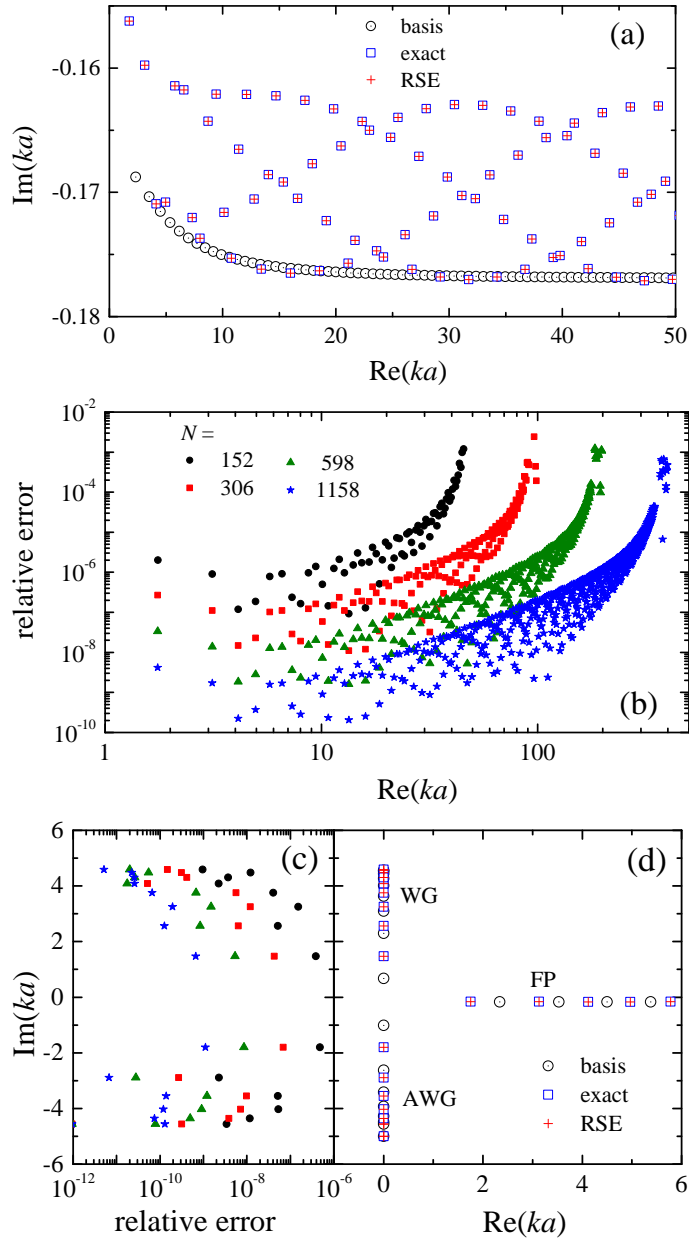 (a)
basis
exact
RSE
-0.16
-0.17
-0.18
Im(ka)
0 10 20 30 40 50
Re(ka)
10^-2
10^-4
10^-6
10^-8
10^-10
relative error
N =
152 598
306 1158
(b)
1 10 100
Re(ka)
6
4
2
0
-2
-4
-6
Im(ka)
(c)
(d)
WG
FP
AWG
basis
exact
RSE
10^-12 10^-10 10^-8 10^-6
0 2 4 6
relative error
Re(ka)